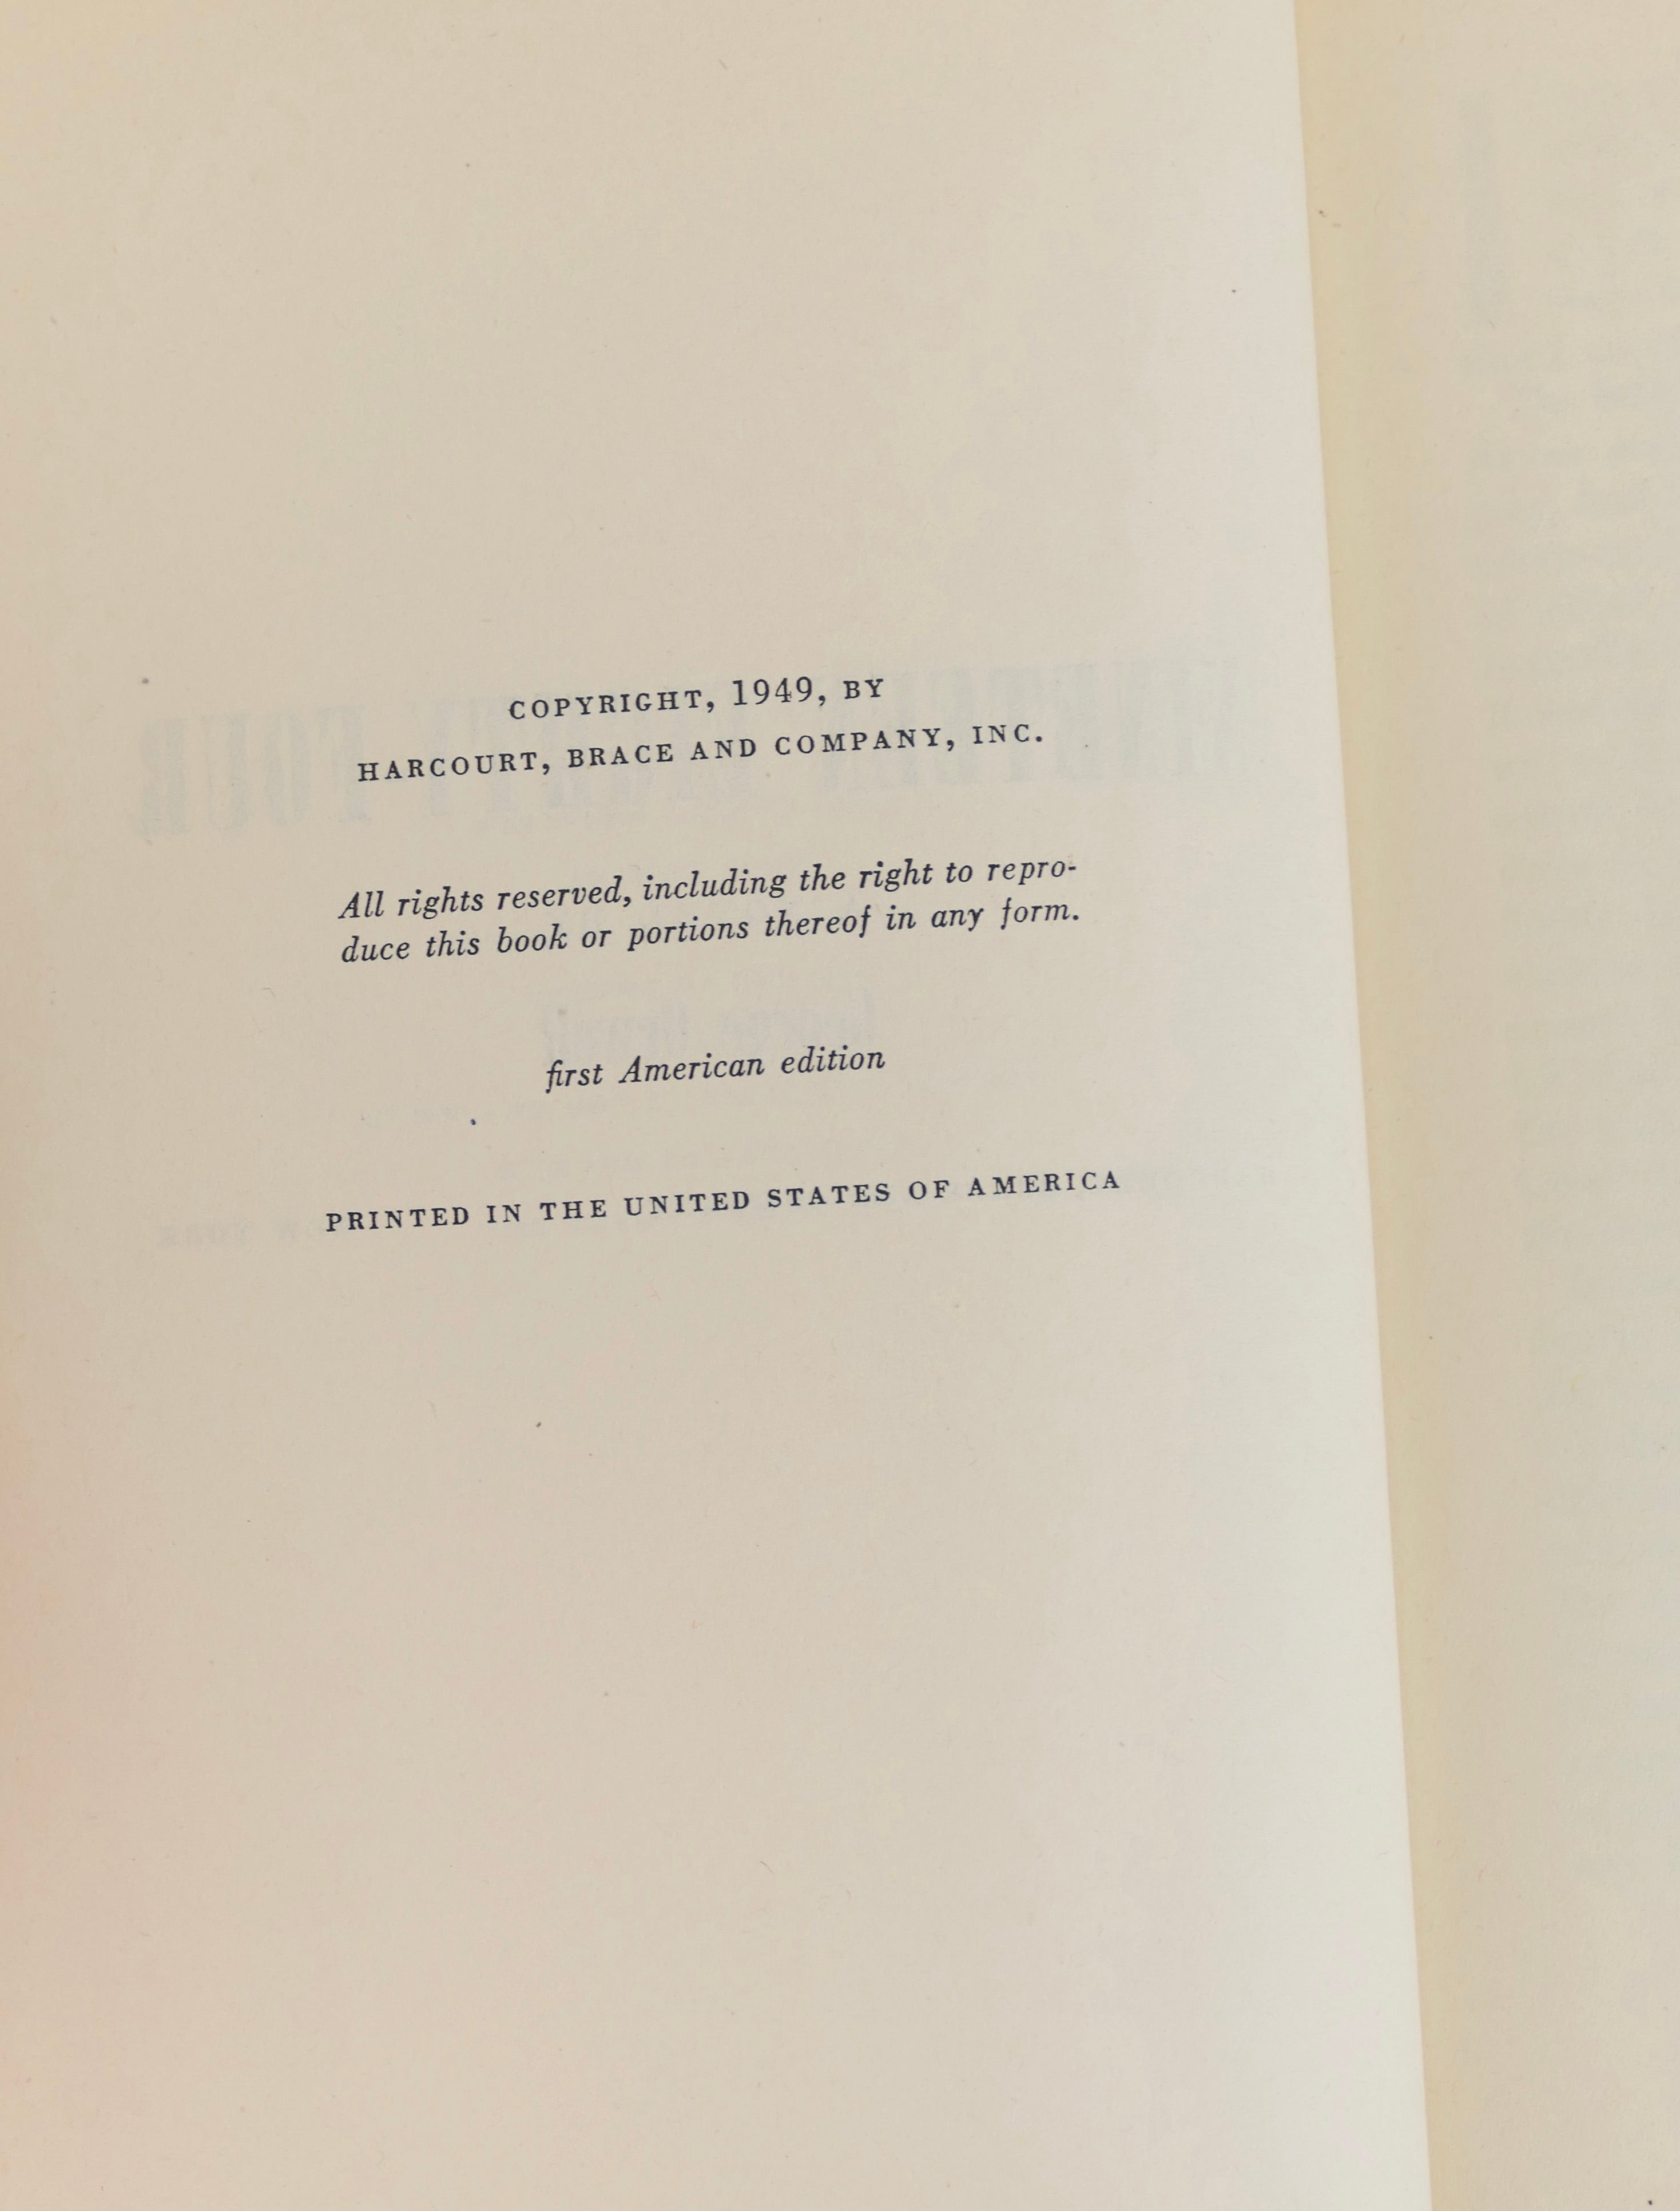 COPYRIGHT, 1949, BY
HARCOURT, BRACE AND COMPANY, INC.
All rights reserved, including the right to repro-
duce this book or portions thereof in any form.
first American edition
PRINTED IN THE UNITED STATES OF AMERICA